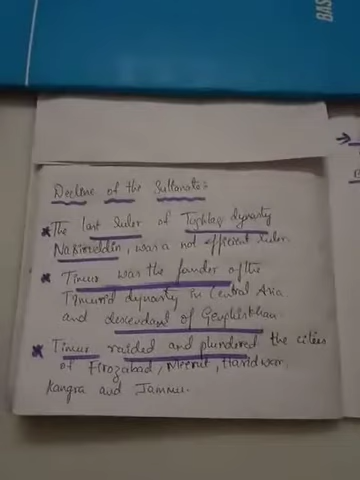 BAS
Decline of the Sultanate:
* The last ruler of Tughlaq dynasty
Nasiruddin, was a not efficient ruler.
* Timur was the founder of the
Timurid dynasty in Central Asia
and descendant of Genghiskhan.
* Timur raided and plundered the cities
of Firozabad, Meerut, Haridwar,
Kangra and Jammu.